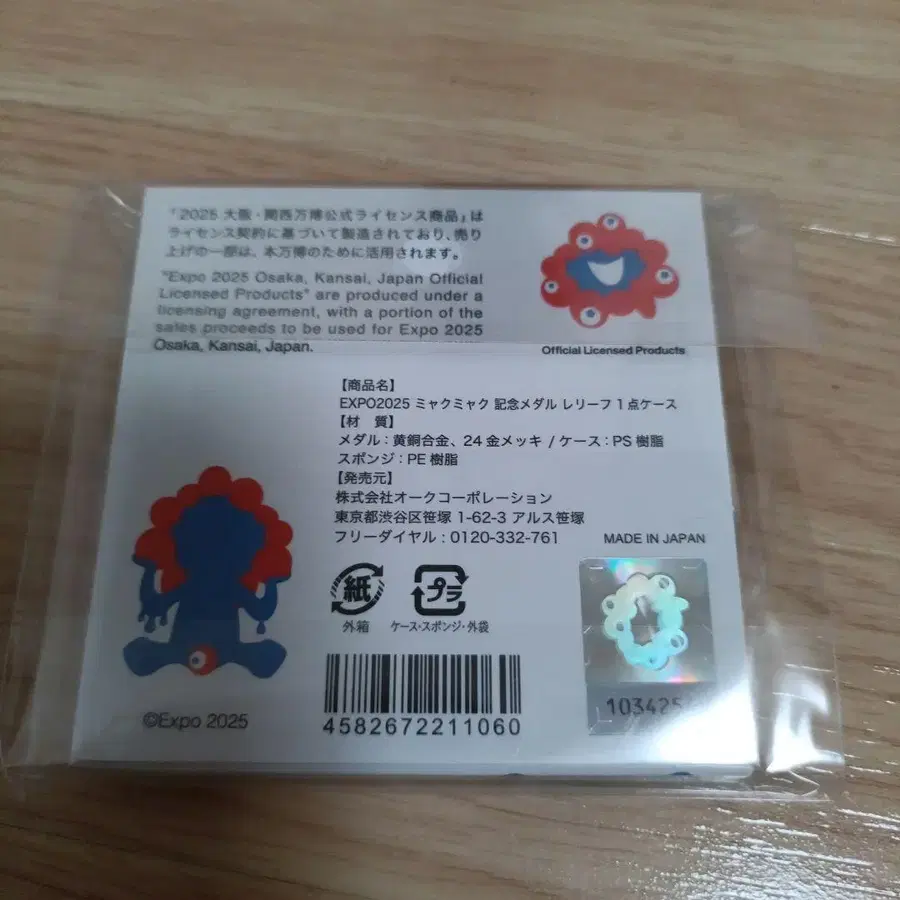 「2025 大阪・関西万博公式ライセンス商品」は
ライセンス契約に基づいて製造されており、売り
上げの一部は、本万博のために活用されます。
"Expo 2025 Osaka, Kansai, Japan Official
Licensed Products" are produced under a
licensing agreement, with a portion of the
sales proceeds to be used for Expo 2025
Osaka, Kansai, Japan.
Official Licensed Products
【商品名】
EXPO2025 ミャクミャク 記念メダル レリーフ 1 点ケース
【材　質】
メダル : 黄銅合金、24 金メッキ / ケース : PS 樹脂
スポンジ : PE 樹脂
【発売元】
株式会社オークコーポレーション
東京都渋谷区笹塚 1-62-3 アルス笹塚
フリーダイヤル : 0120-332-761
MADE IN JAPAN
紙
外箱
プラ
ケース・スポンジ・外袋
©Expo 2025
4582672211060